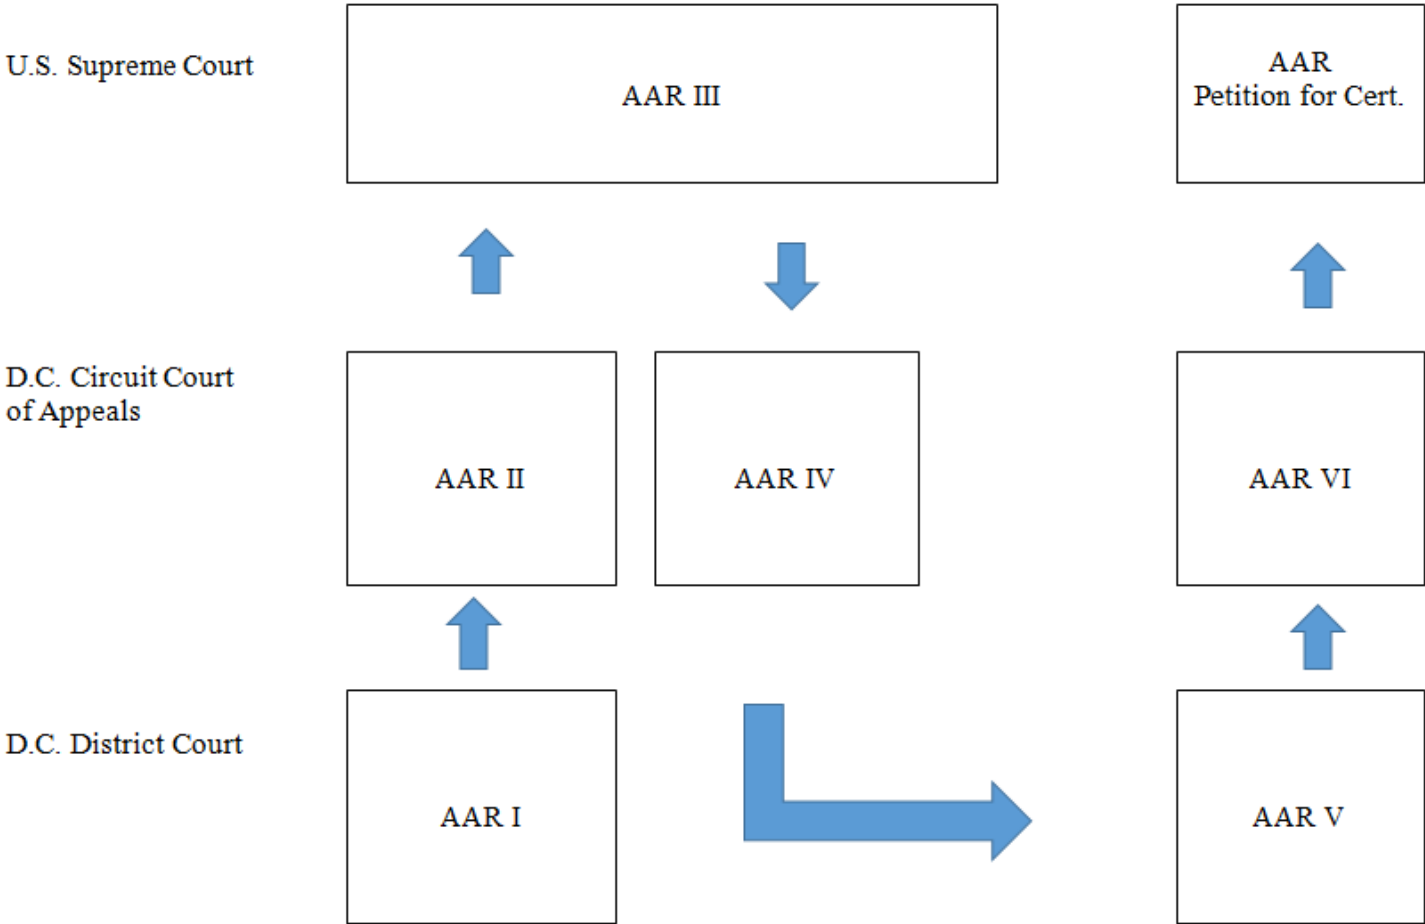 U.S. Supreme Court
AAR III
AAR
Petition for Cert.
D.C. Circuit Court
of Appeals
AAR II
AAR IV
AAR VI
D.C. District Court
AAR I
AAR V